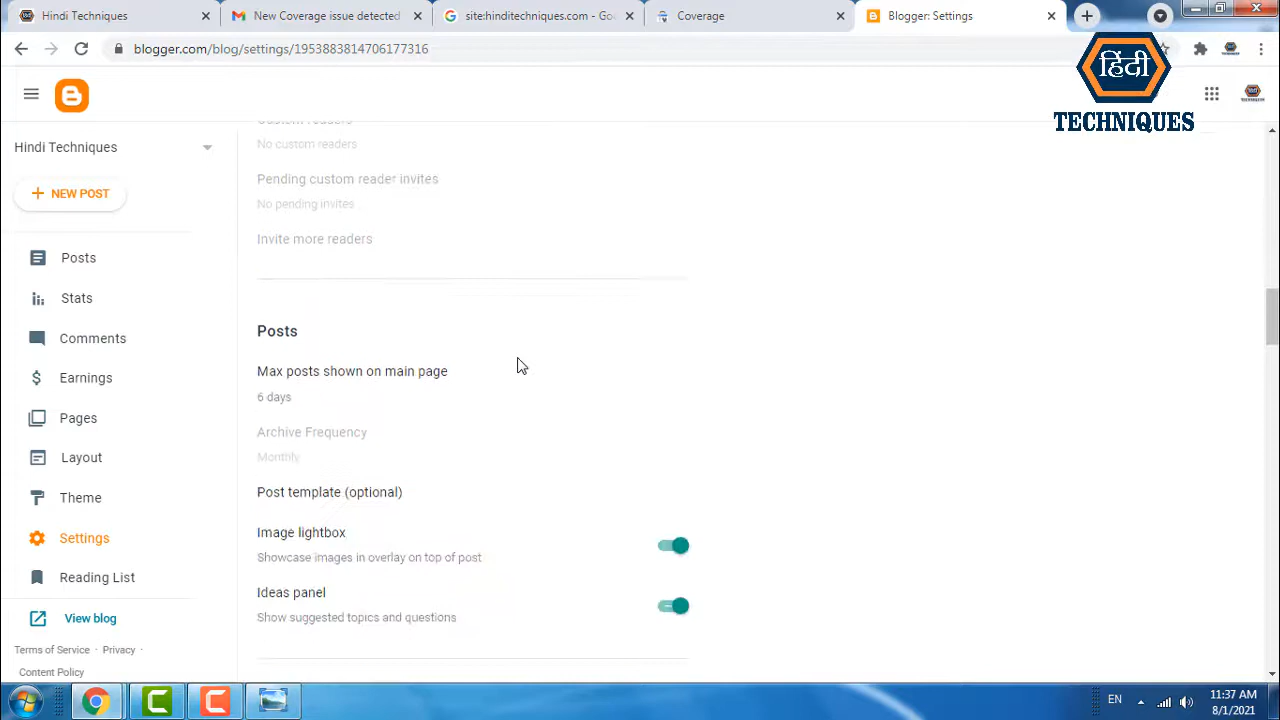 Hindi Techniques
New Coverage issue detected
site:hinditechniques.com - Go
Coverage
Blogger: Settings
blogger.com/blog/settings/1953883814706177315
हिंदी
TECHNIQUES
Hindi Techniques
NEW POST
Posts
Stats
Comments
Earnings
Pages
Layout
Theme
Settings
Reading List
View blog
Terms of Service · Privacy ·
Content Policy
Custom readers
No custom readers
Pending custom reader invites
No pending invites
Invite more readers
Posts
Max posts shown on main page
6 days
Archive Frequency
Monthly
Post template (optional)
Image lightbox
Showcase images in overlay on top of post
Ideas panel
Show suggested topics and questions
EN
11:37 AM
8/1/2021